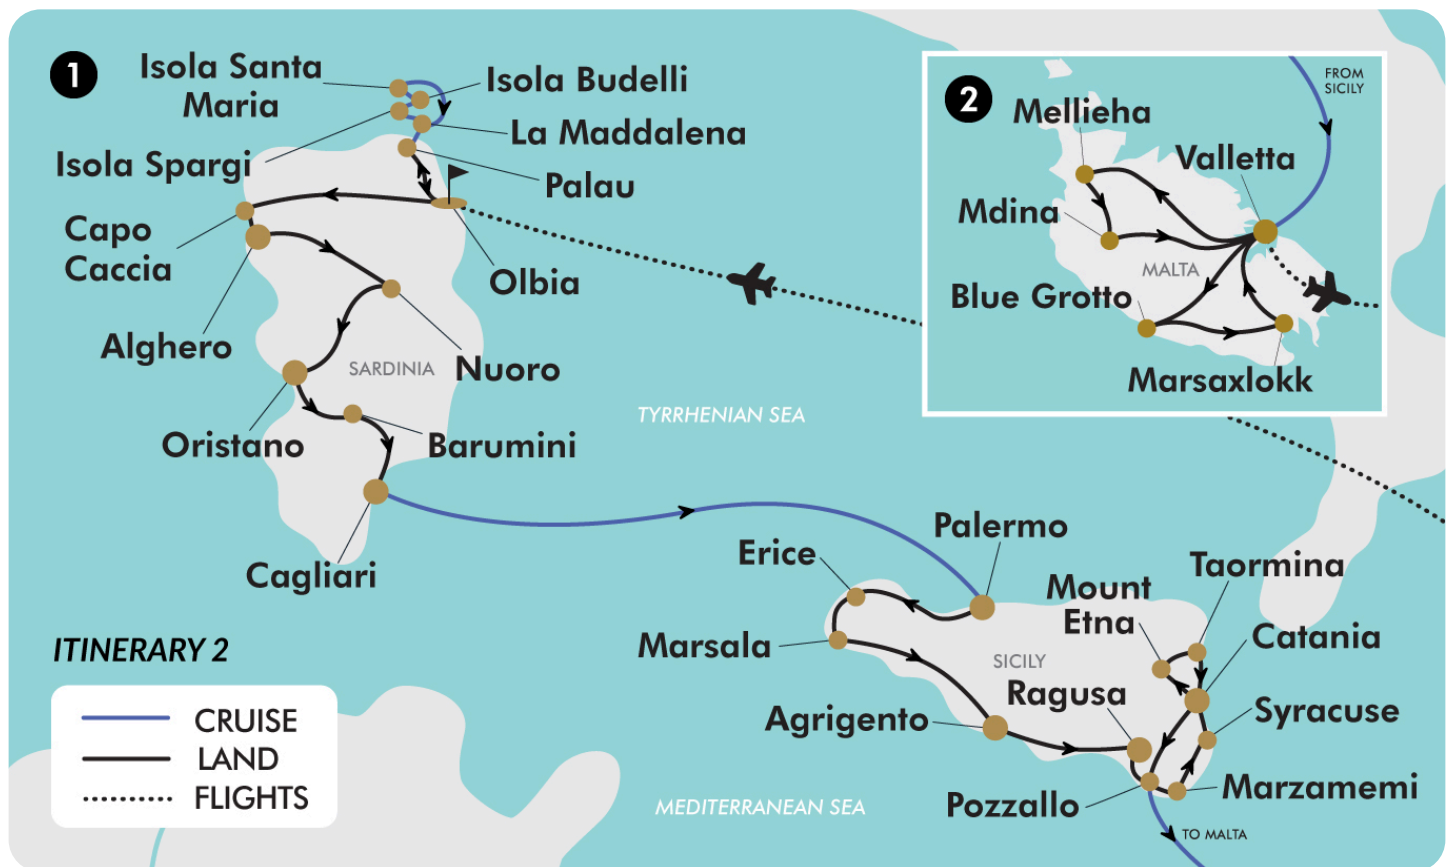 1
Isola Santa
Maria
Isola Budelli
La Maddalena
Isola Spargi
Palau
Capo
Caccia
Olbia
Alghero
Nuoro
SARDINIA
Oristano
Barumini
Cagliari
TYRRHENIAN SEA
2
FROM
SICILY
Mellieha
Valletta
Mdina
MALTA
Blue Grotto
Marsaxlokk
Palermo
Erice
Taormina
Mount
Etna
Marsala
Catania
SICILY
Ragusa
Agrigento
Syracuse
Pozzallo
Marzamemi
MEDITERRANEAN SEA
TO MALTA
ITINERARY 2
CRUISE
LAND
FLIGHTS